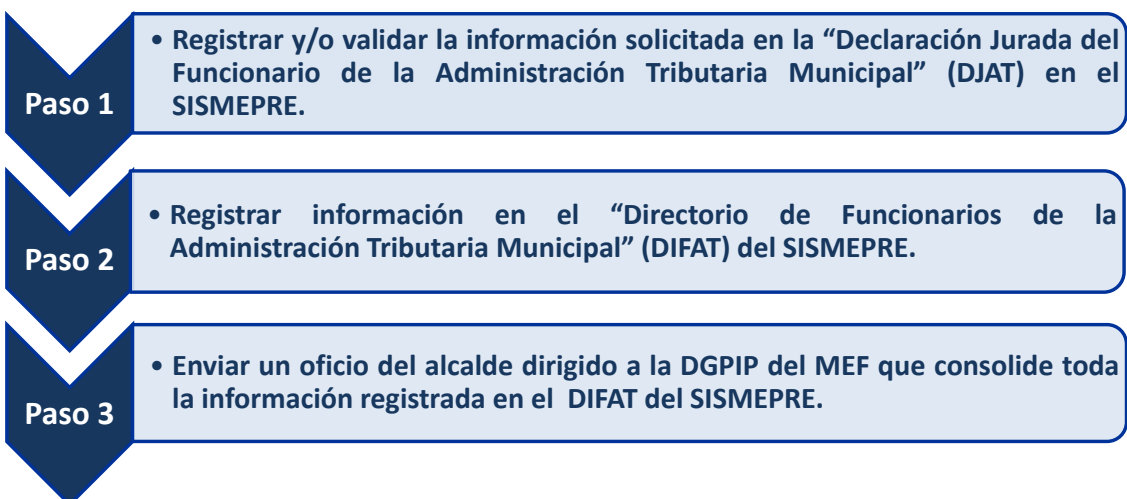 Paso 1
• Registrar y/o validar la información solicitada en la “Declaración Jurada del
Funcionario de la Administración Tributaria Municipal” (DJAT) en el
SISMEPRE.
Paso 2
• Registrar información en el “Directorio de Funcionarios de la
Administración Tributaria Municipal” (DIFAT) del SISMEPRE.
Paso 3
• Enviar un oficio del alcalde dirigido a la DGPIP del MEF que consolide toda
la información registrada en el DIFAT del SISMEPRE.